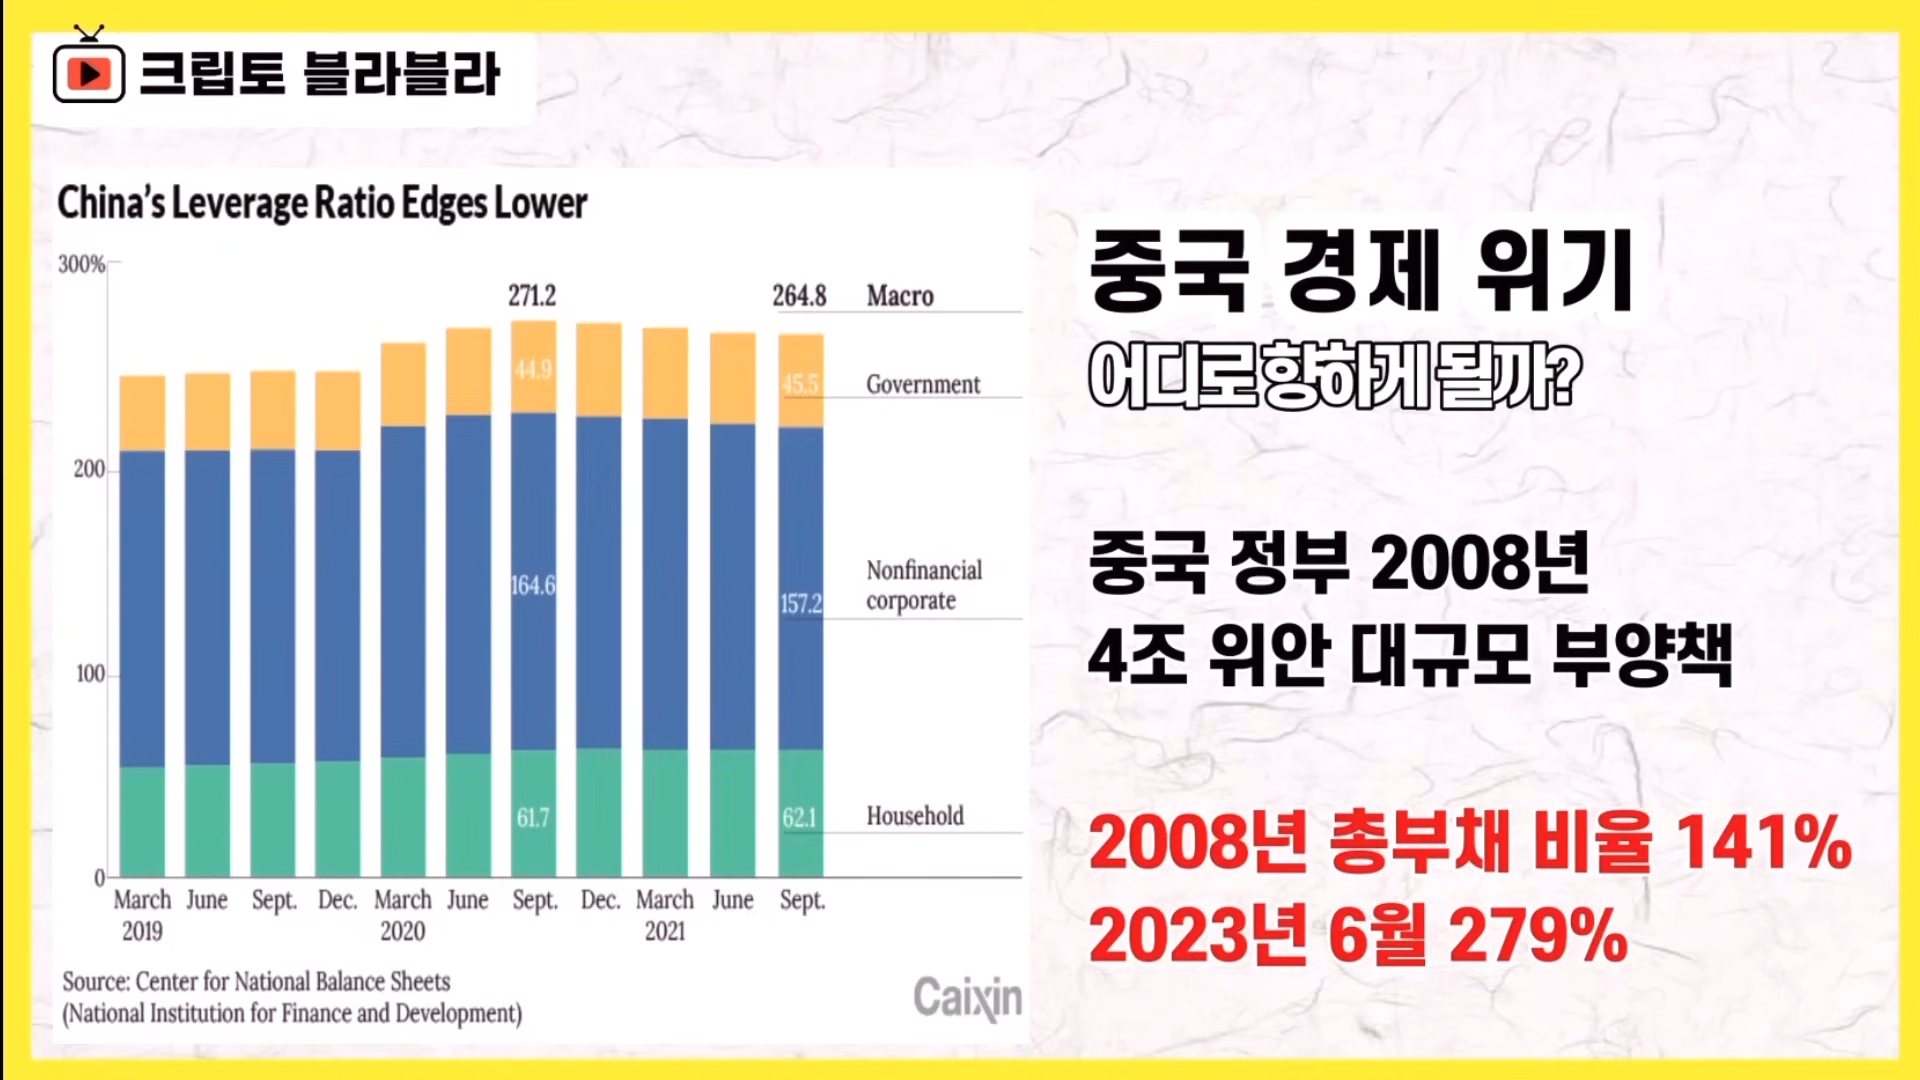 크립토 블라블라
China's Leverage Ratio Edges Lower
300%
271.2
264.8
Macro
44.9
45.5
Government
200
164.6
157.2
Nonfinancial
corporate
100
61.7
62.1
Household
0
March June Sept. Dec. March June Sept. Dec. March June Sept.
2019 2020 2021
Source: Center for National Balance Sheets
(National Institution for Finance and Development)
Caixin
중국 경제 위기
어디로 향하게 될까?
중국 정부 2008년
4조 위안 대규모 부양책
2008년 총부채 비율 141%
2023년 6월 279%